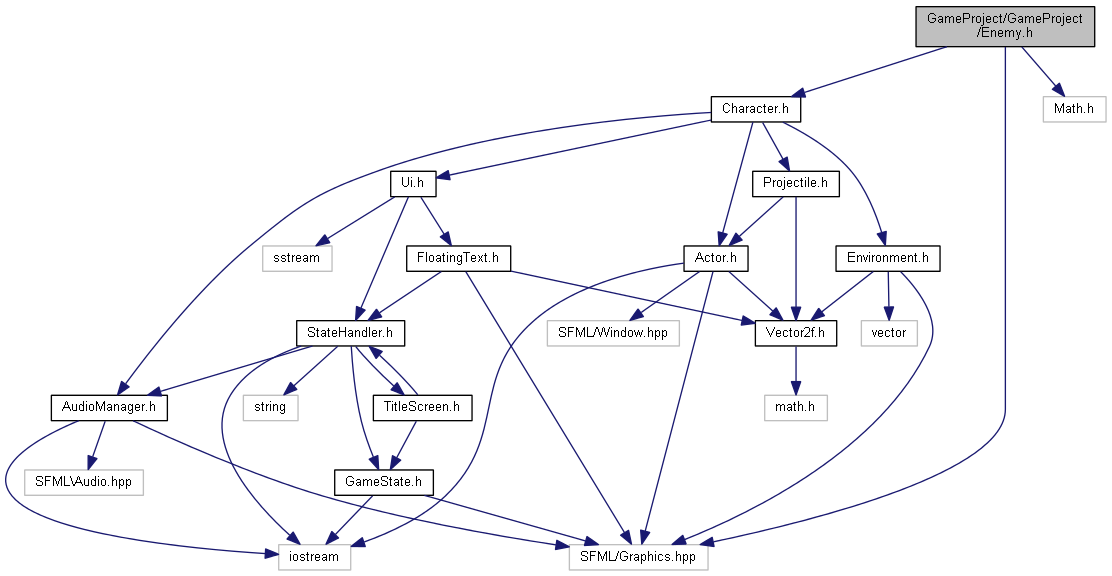 GameProject/GameProject
/Enemy.h
Character.h
Math.h
Ui.h
Projectile.h
sstream
FloatingText.h
Actor.h
Environment.h
StateHandler.h
SFML/Window.hpp
Vector2f.h
vector
AudioManager.h
string
TitleScreen.h
math.h
SFML\Audio.hpp
GameState.h
iostream
SFML/Graphics.hpp